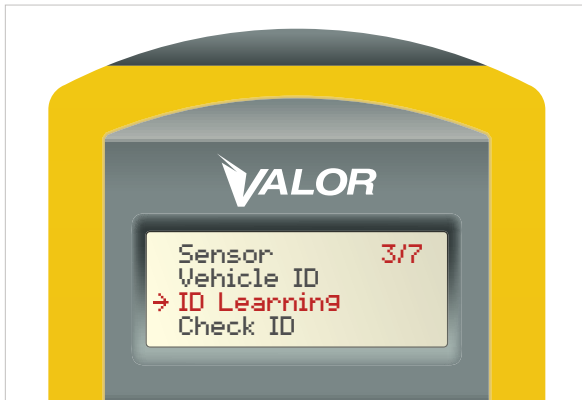 VALOR
Sensor 3/7
Vehicle ID
→ ID Learning
Check ID